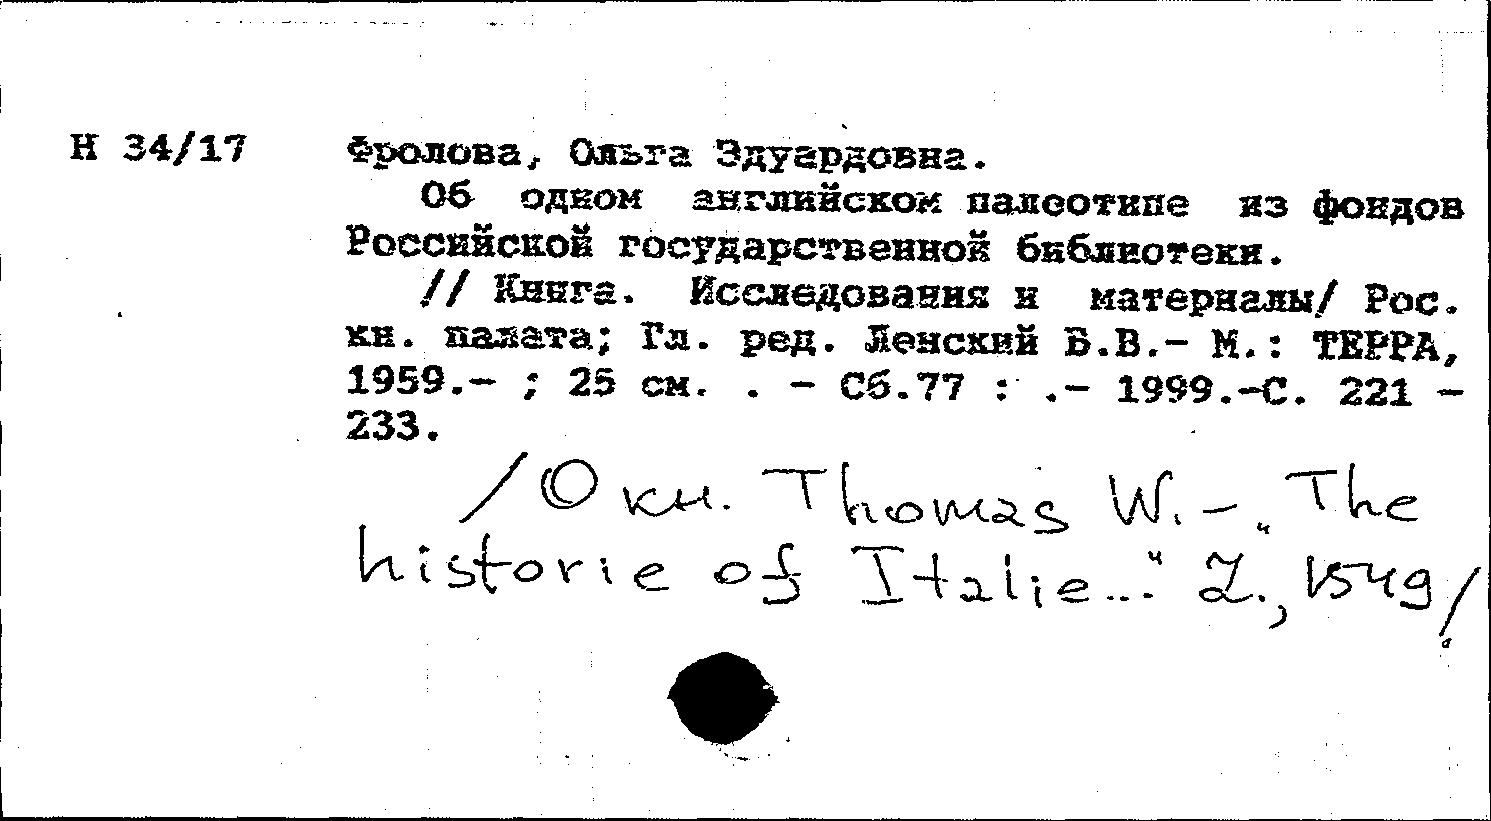 Н 34/17 Фролова, Ольга Эдуардовна.
Об одном английском палеотипе из фондов
Российской государственной библиотеки.
// Книга. Исследования и материалы/ Рос.
кн. палата; Гл. ред. Ленский Б.В.- М.: ТЕРРА,
1959.- ; 25 см. . - Сб.77 : .- 1999.-С. 221 -
233.
/О кн. Thomas W. – „The
historie of Italie..." L., 1549/.